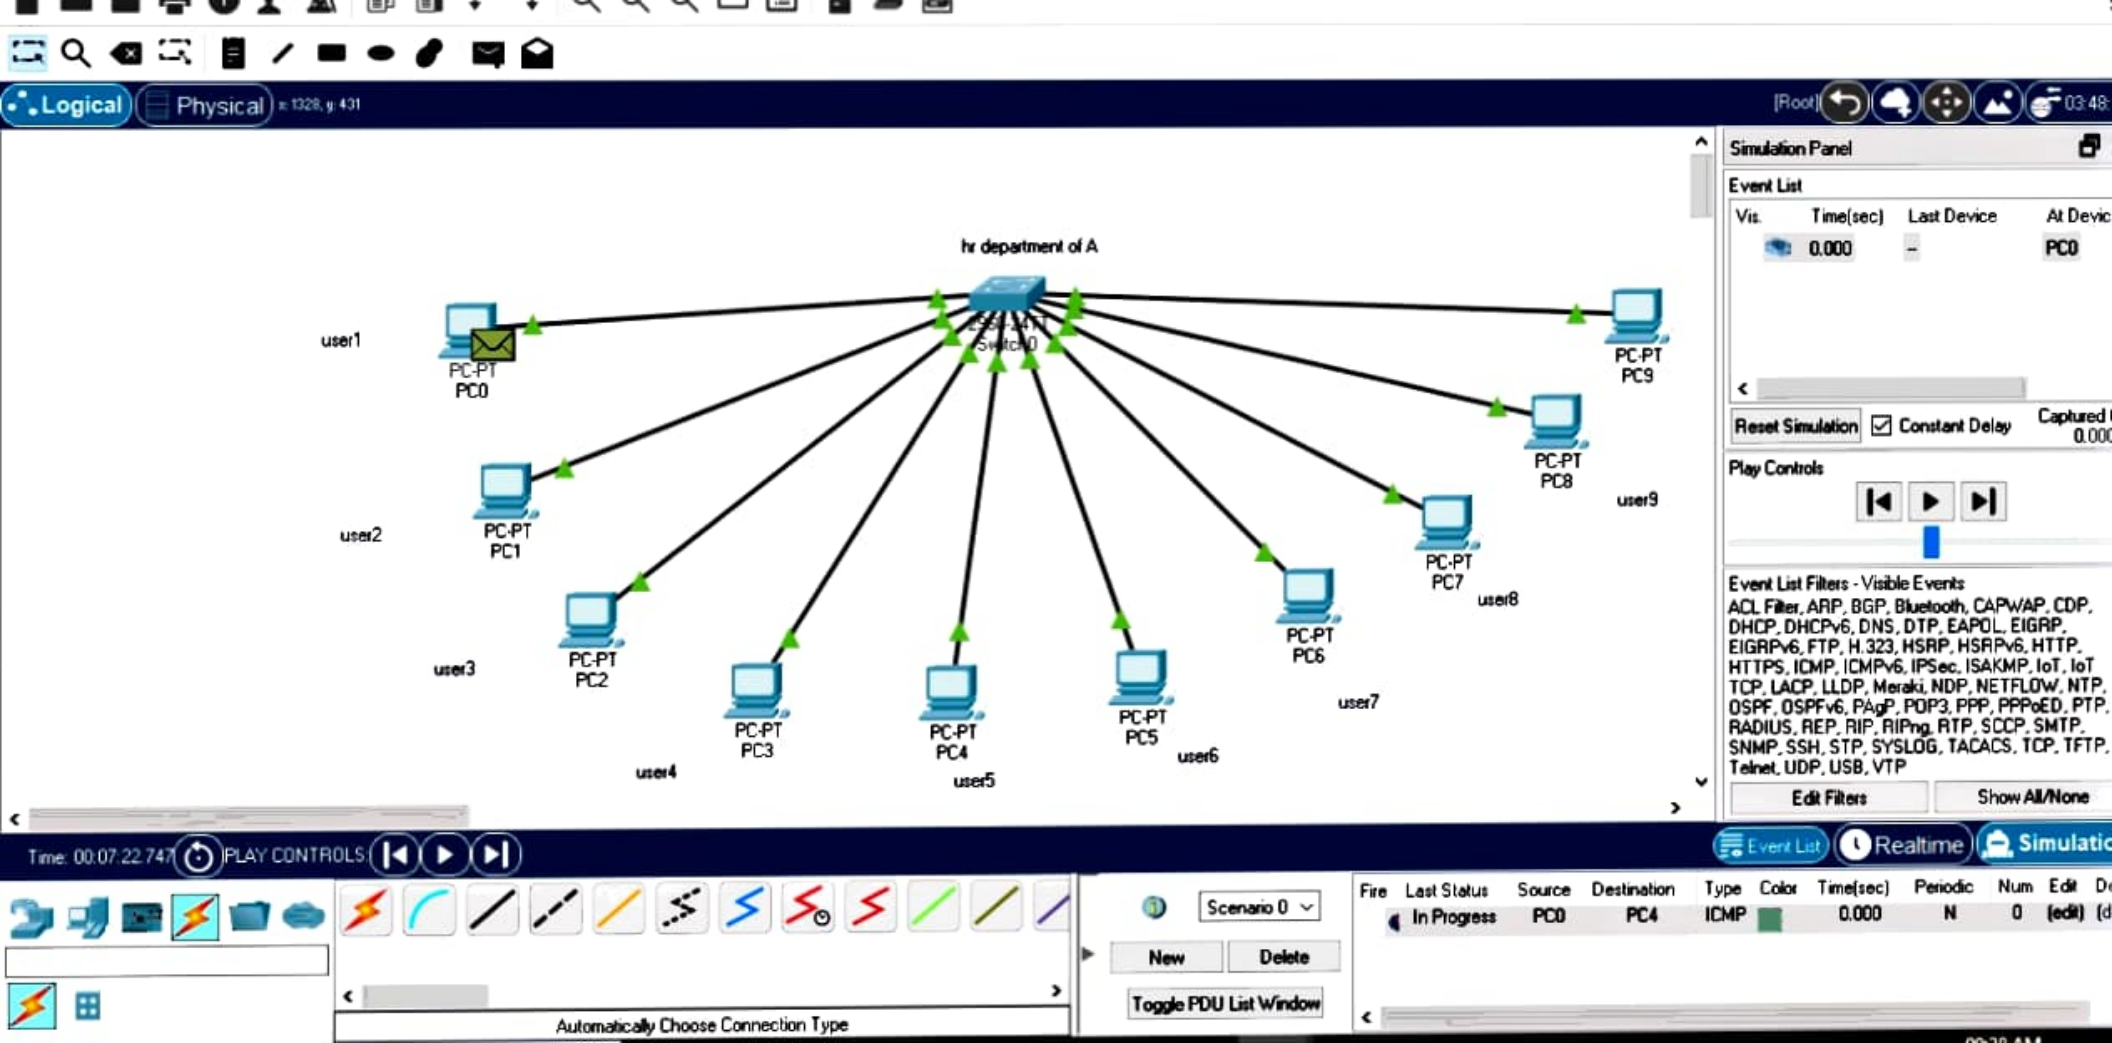 Logical
Physical
x: 1328, y: 431
[Root]
03:48:
hr department of A
Switch0
user1
PC-PT
PC0
user2
PC-PT
PC1
user3
PC-PT
PC2
user4
PC-PT
PC3
PC-PT
PC4
user5
PC-PT
PC5
user6
PC-PT
PC6
user7
PC-PT
PC7
user8
PC-PT
PC8
user9
PC-PT
PC9
Simulation Panel
Event List
Vis. Time(sec) Last Device At Devic
0.000 -- PC0
Reset Simulation Constant Delay Captured
0.000
Play Controls
Event List Filters - Visible Events
ACL Filter, ARP, BGP, Bluetooth, CAPWAP, CDP,
DHCP, DHCPv6, DNS, DTP, EAPOL, EIGRP,
EIGRPv6, FTP, H.323, HSRP, HSRPv6, HTTP,
HTTPS, ICMP, ICMPv6, IPSec, ISAKMP, IoT, IoT
TCP, LACP, LLDP, Meraki, NDP, NETFLOW, NTP,
OSPF, OSPFv6, PAgP, POP3, PPP, PPPoED, PTP,
RADIUS, REP, RIP, RIPng, RTP, SCCP, SMTP,
SNMP, SSH, STP, SYSLOG, TACACS, TCP, TFTP,
Telnet, UDP, USB, VTP
Edit Filters Show All/None
Time: 00:07:22.747 PLAY CONTROLS:
Event List Realtime Simulatio
Scenario 0
New Delete
Toggle PDU List Window
Automatically Choose Connection Type
Fire Last Status Source Destination Type Color Time(sec) Periodic Num Edit De
In Progress PC0 PC4 ICMP 0.000 N 0 (edit) (d